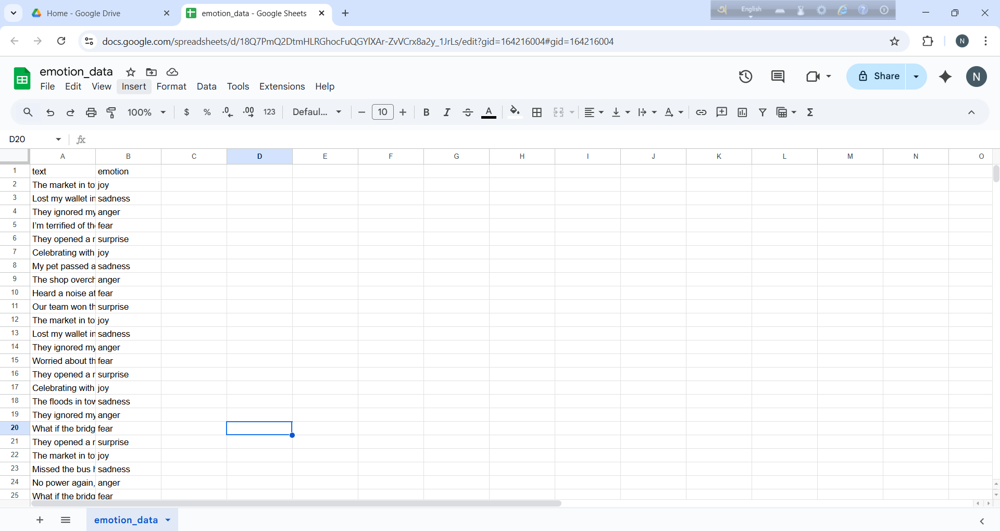 Home - Google Drive
emotion_data - Google Sheets
English
docs.google.com/spreadsheets/d/18Q7PmQ2DtmHLRGhocFuQGYlXAr-ZvVCrx8a2y_1JrLs/edit?gid=164216004#gid=164216004
N
emotion_data
File Edit View Insert Format Data Tools Extensions Help
Share
N
100% $ % .0 .00 123 Defaul... 10 B I A Σ
D20 fx
A B C D E F G H I J K L M N O
1 text emotion
2 The market in to joy
3 Lost my wallet in sadness
4 They ignored my anger
5 I'm terrified of th fear
6 They opened a r surprise
7 Celebrating with joy
8 My pet passed a sadness
9 The shop overch anger
10 Heard a noise at fear
11 Our team won th surprise
12 The market in to joy
13 Lost my wallet in sadness
14 They ignored my anger
15 Worried about th fear
16 They opened a r surprise
17 Celebrating with joy
18 The floods in tow sadness
19 They ignored my anger
20 What if the bridg fear
21 They opened a r surprise
22 The market in to joy
23 Missed the bus h sadness
24 No power again, anger
25 What if the bridg fear
emotion_data